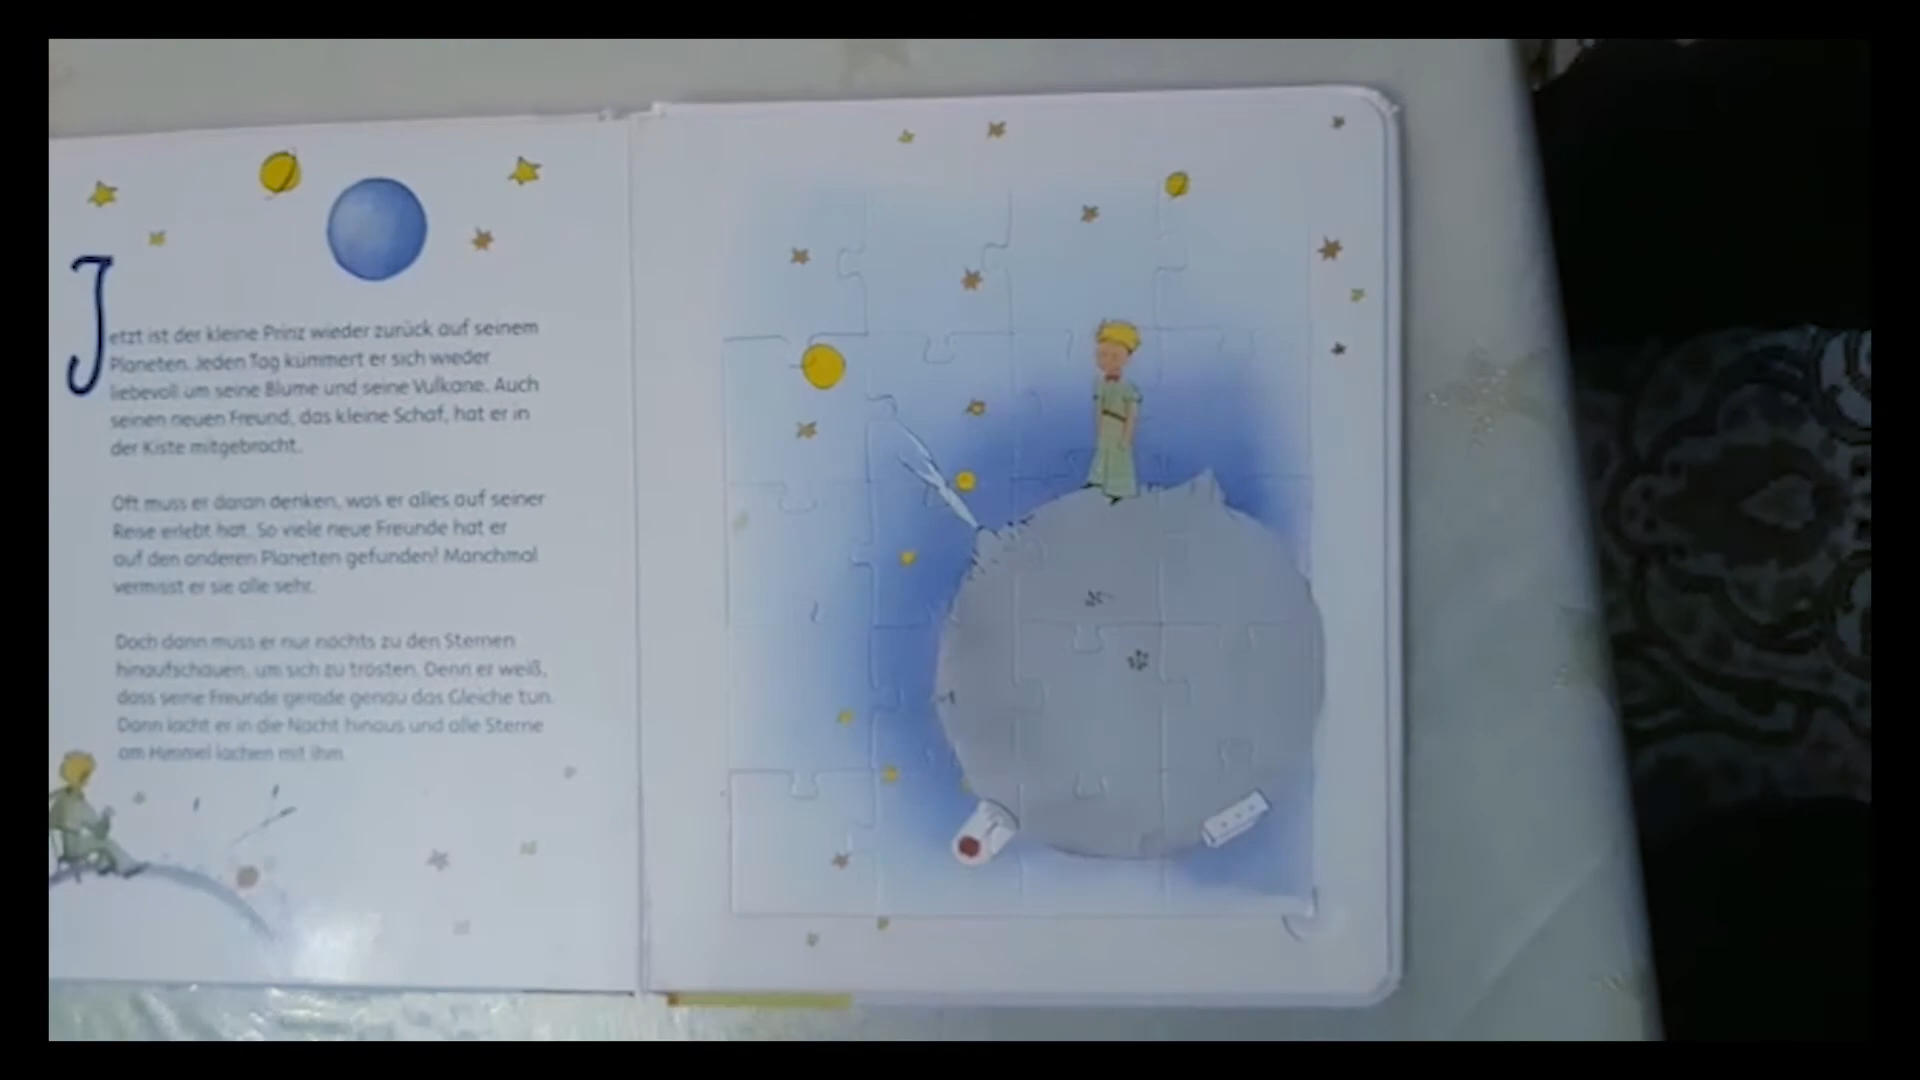 Jetzt ist der kleine Prinz wieder zurück auf seinem
Planeten. Jeden Tag kümmert er sich wieder
liebevoll um seine Blume und seine Vulkane. Auch
seinen neuen Freund, das kleine Schaf, hat er in
der Kiste mitgebracht.
Oft muss er daran denken, was er alles auf seiner
Reise erlebt hat. So viele neue Freunde hat er
auf den anderen Planeten gefunden! Manchmal
vermisst er sie alle sehr.
Doch dann muss er nur nachts zu den Sternen
hinaufschauen, um sich zu trösten. Denn er weiß,
dass seine Freunde gerade genau das Gleiche tun.
Dann lacht er in die Nacht hinaus und alle Sterne
am Himmel lachen mit ihm.